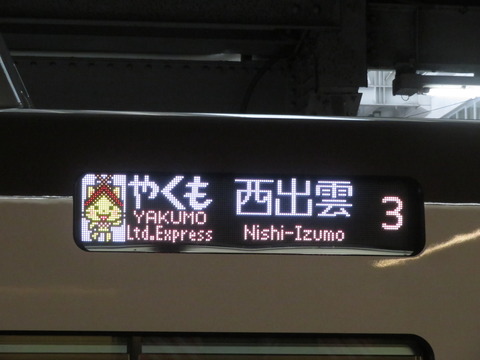 やくも
YAKUMO
Ltd.Express
西出雲
Nishi-Izumo
3